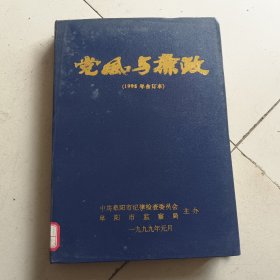 党风与廉政
(1998年合订本)
中共阜阳市纪律检查委员会
阜阳市监察局
主办
一九九九年元月